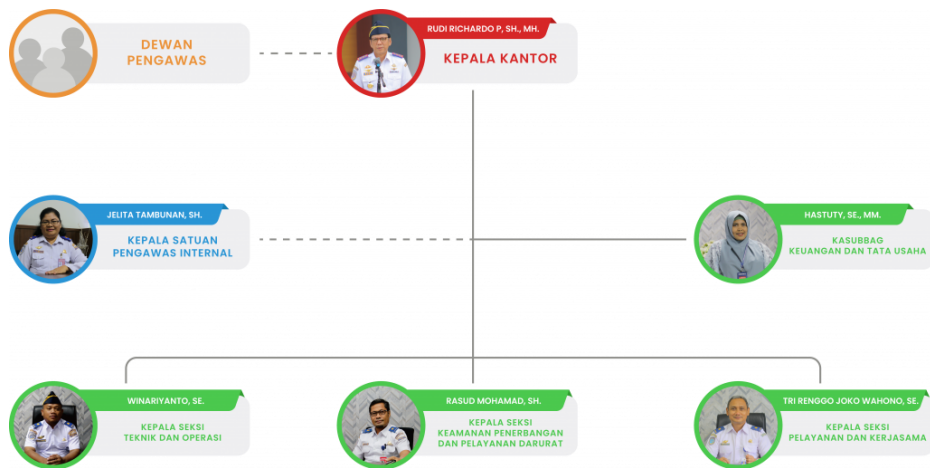 DEWAN
PENGAWAS
RUDI RICHARDO P, SH., MH.
KEPALA KANTOR
JELITA TAMBUNAN, SH.
KEPALA SATUAN
PENGAWAS INTERNAL
HASTUTY, SE., MM.
KASUBBAG
KEUANGAN DAN TATA USAHA
WINARIYANTO, SE.
KEPALA SEKSI
TEKNIK DAN OPERASI
RASUD MOHAMAD, SH.
KEPALA SEKSI
KEAMANAN PENERBANGAN
DAN PELAYANAN DARURAT
TRI RENGGO JOKO WAHONO, SE.
KEPALA SEKSI
PELAYANAN DAN KERJASAMA